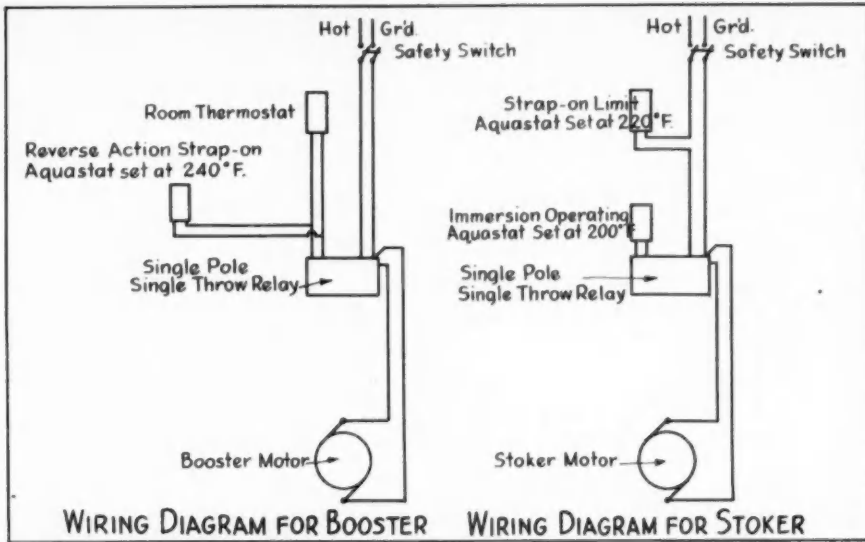 Hot Gr'd.
Safety Switch
Room Thermostat
Reverse Action Strap-on
Aquastat set at 240°F.
Single Pole
Single Throw Relay
Booster Motor
WIRING DIAGRAM FOR BOOSTER
Hot Gr'd.
Safety Switch
Strap-on Limit
Aquastat Set at 220°F.
Immersion Operating
Aquastat Set at 200°F
Single Pole
Single Throw Relay
Stoker Motor
WIRING DIAGRAM FOR STOKER